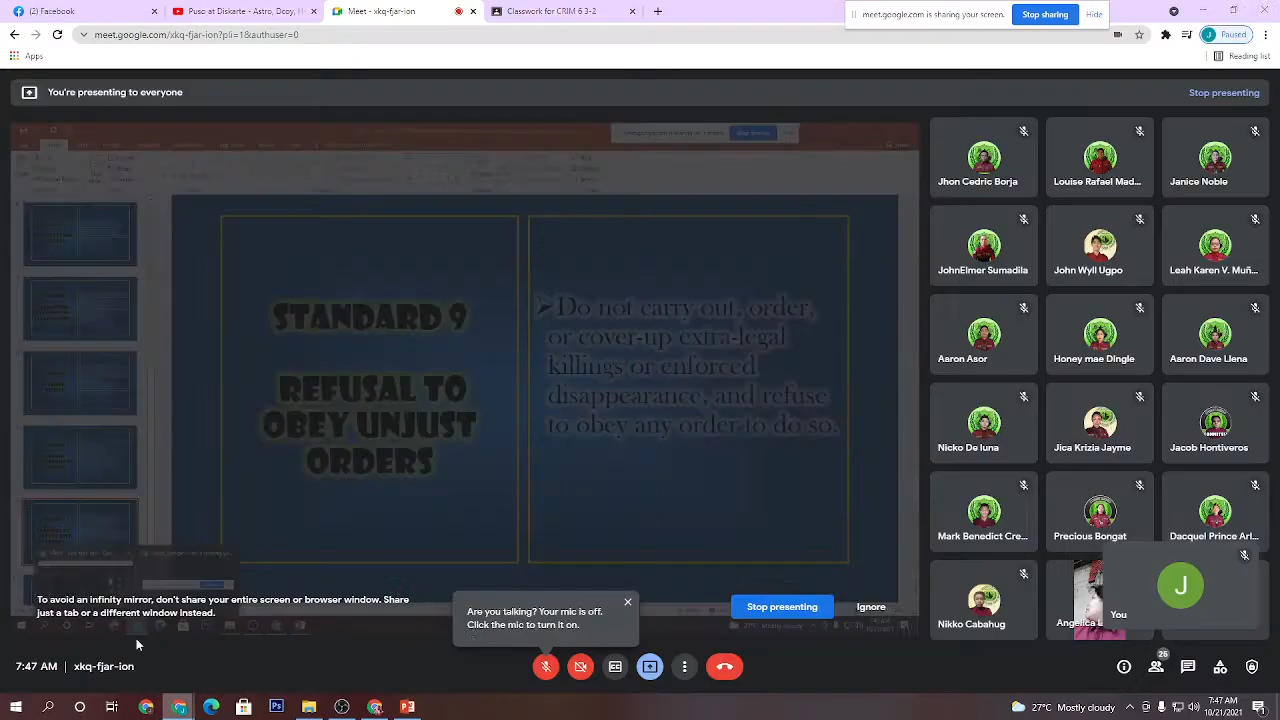 (2) Facebook
Puso at Diskarte - Astro, Dcoy, H
Meet - xkq-fjar-ion
Classwork for CRIM 6 3-2
meet.google.com is sharing your screen.
Stop sharing
Hide
meet.google.com/xkq-fjar-ion?pli=1&authuser=0
J
Paused
Apps
Reading list
You're presenting to everyone
Stop presenting
STANDARD 9
REFUSAL TO
OBEY UNJUST
ORDERS
➢Do not carry out, order,
or cover-up extra-legal
killings or enforced
disappearance, and refuse
to obey any order to do so.
Jhon Cedric Borja
Louise Rafael Mad...
Janice Noble
JohnElmer Sumadila
John Wyll Ugpo
Leah Karen V. Muñ...
Aaron Asor
Honey mae DIngle
Aaron Dave Llena
Nicko De luna
Jica Krizia Jayme
Jacob Hontiveros
Mark Benedict Cre...
Precious Bongat
Dacquel Prince Arl...
Nikko Cabahug
Angelica
J
You
To avoid an infinity mirror, don't share your entire screen or browser window. Share
just a tab or a different window instead.
Stop presenting
Ignore
Are you talking? Your mic is off.
Click the mic to turn it on.
7:47 AM | xkq-fjar-ion
25
27°C Mostly cloudy
7:47 AM
10/21/2021